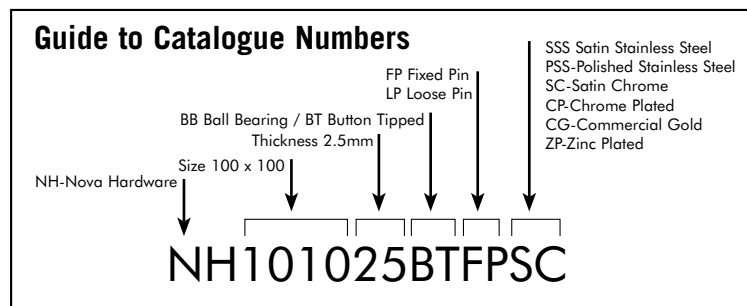 Guide to Catalogue Numbers
SSS Satin Stainless Steel
PSS-Polished Stainless Steel
SC-Satin Chrome
CP-Chrome Plated
CG-Commercial Gold
ZP-Zinc Plated
FP Fixed Pin
LP Loose Pin
BB Ball Bearing / BT Button Tipped
Thickness 2.5mm
Size 100 x 100
NH-Nova Hardware
NH101025BTFPSC